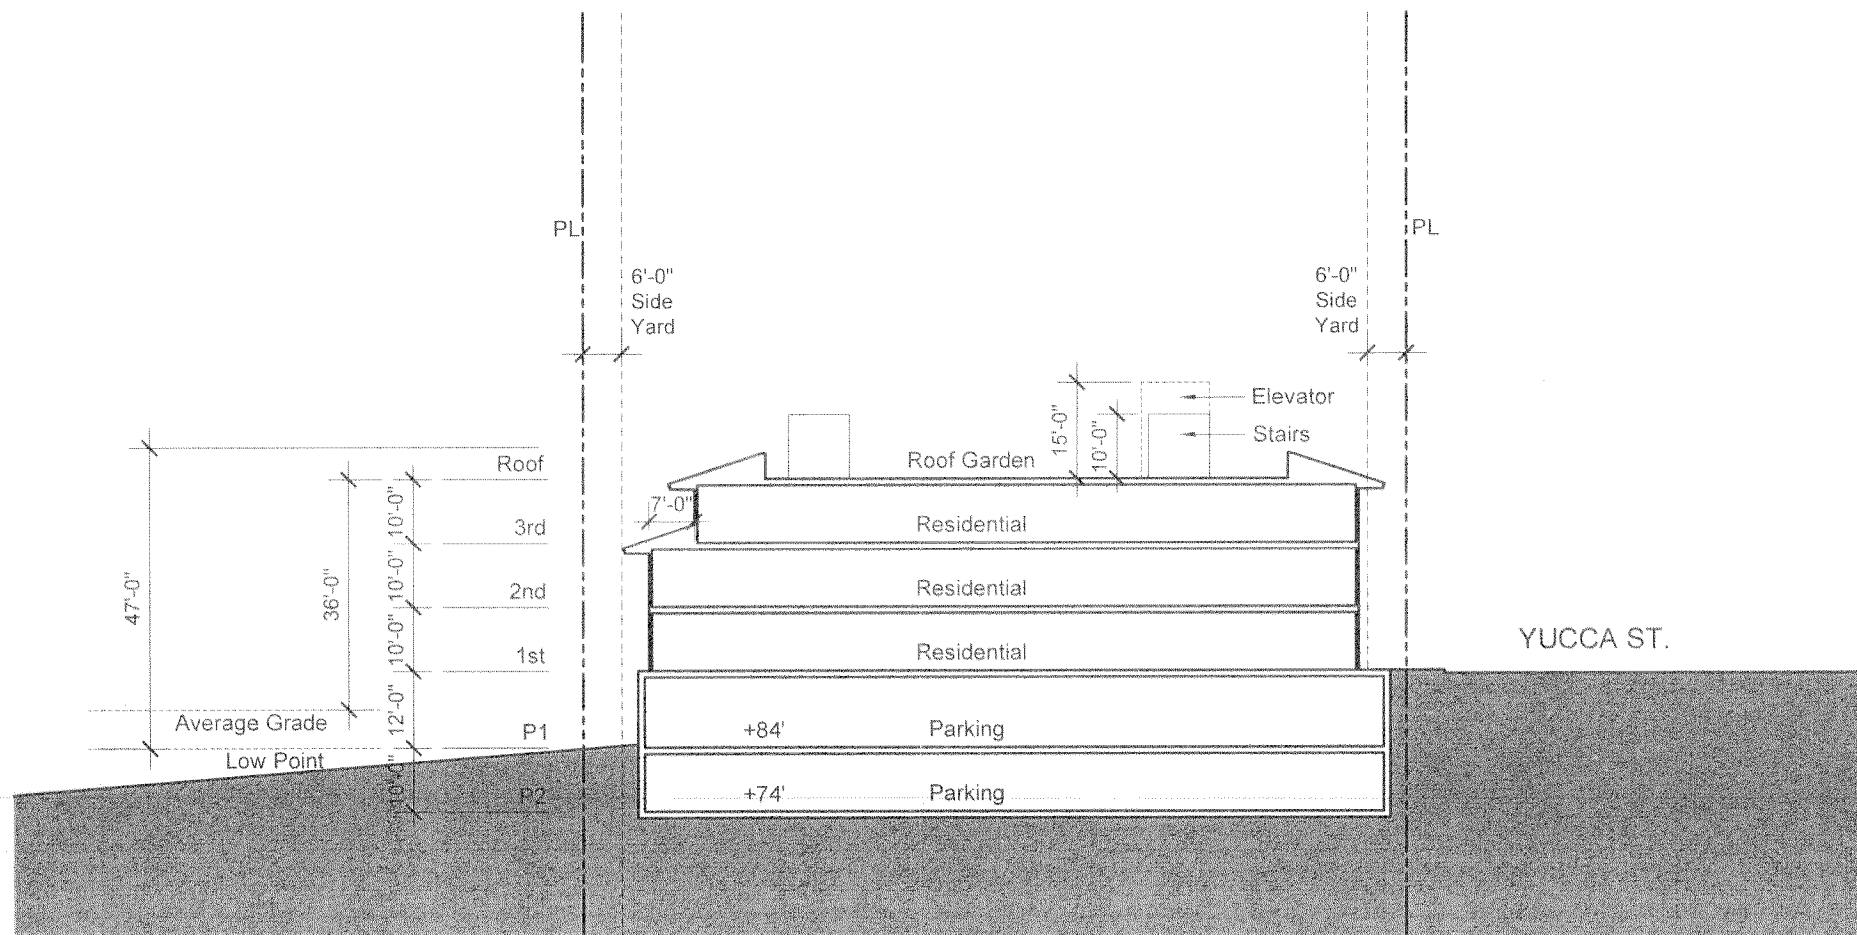 PL
PL
6'-0"
Side
Yard
6'-0"
Side
Yard
Elevator
Stairs
15'-0"
10'-0"
Roof
Roof Garden
7'-0"
10'-0"
3rd
Residential
47'-0"
36'-0"
10'-0"
2nd
Residential
YUCCA ST.
10'-0"
1st
Residential
12'-0"
Average Grade
P1
+84'
Parking
Low Point
10'-0"
P2
+74'
Parking